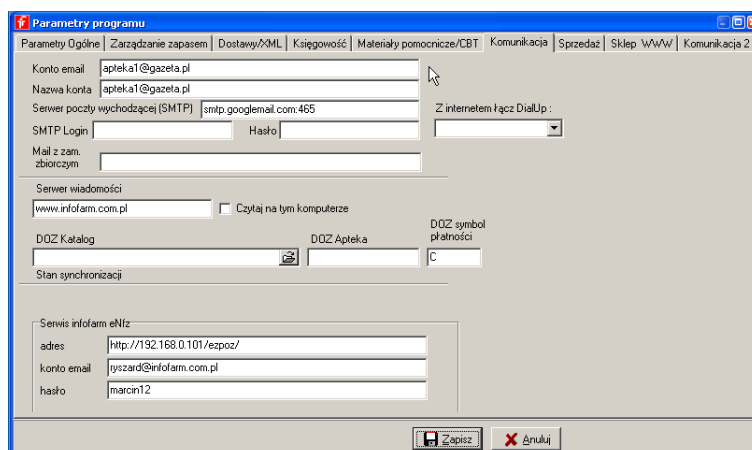 Parametry programu
Parametry Ogólne Zarządzanie zapasem Dostawy/XML Księgowość Materiały pomocnicze/CBT Komunikacja Sprzedaż Sklep WWW Komunikacja 2
Konto email apteka1@gazeta.pl
Nazwa konta apteka1@gazeta.pl
Serwer poczty wychodzącej (SMTP) smtp.googlemail.com:465 Z internetem łącz DialUp :
SMTP Login Hasło
Mail z zam.
zbiorczym
Serwer wiadomości
www.infofarm.com.pl Czytaj na tym komputerze
DOZ symbol
DOZ Katalog DOZ Apteka płatności
C
Stan synchronizacji
Serwis infofarm eNfz
adres http://192.168.0.101/ezpoz/
konto email ryszard@infofarm.com.pl
hasło marcin12
Zapisz Anuluj